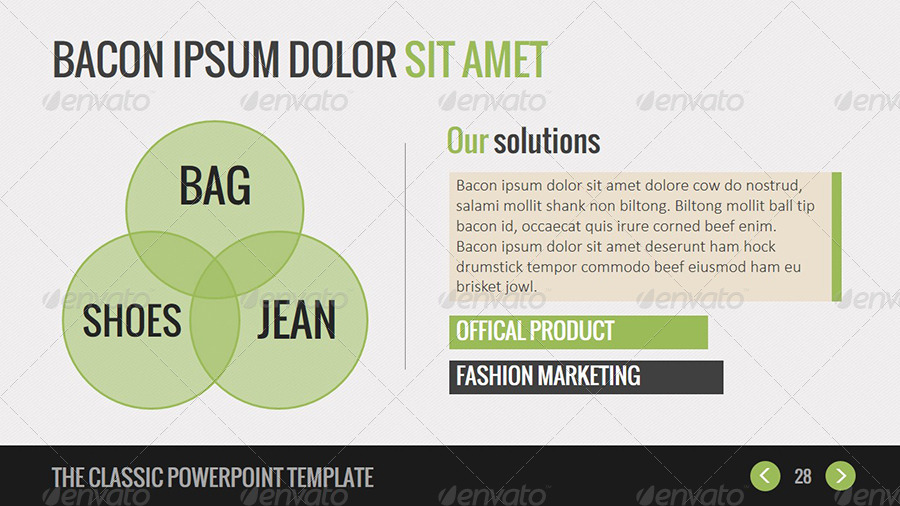 BACON IPSUM DOLOR SIT AMET
BAG
SHOES
JEAN
Our solutions
Bacon ipsum dolor sit amet dolore cow do nostrud,
salami mollit shank non biltong. Biltong mollit ball tip
bacon id, occaecat quis irure corned beef enim.
Bacon ipsum dolor sit amet deserunt ham hock
drumstick tempor commodo beef eiusmod ham eu
brisket jowl.
OFFICAL PRODUCT
FASHION MARKETING
THE CLASSIC POWERPOINT TEMPLATE
28
envato